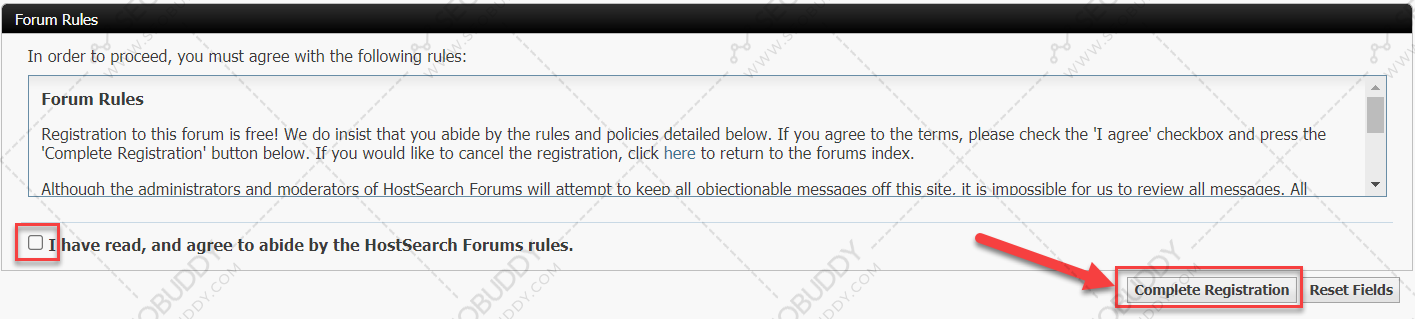 Forum Rules
In order to proceed, you must agree with the following rules:
Forum Rules
Registration to this forum is free! We do insist that you abide by the rules and policies detailed below. If you agree to the terms, please check the 'I agree' checkbox and press the
'Complete Registration' button below. If you would like to cancel the registration, click here to return to the forums index.
Although the administrators and moderators of HostSearch Forums will attempt to keep all objectionable messages off this site, it is impossible for us to review all messages. All
I have read, and agree to abide by the HostSearch Forums rules.
Complete Registration
Reset Fields